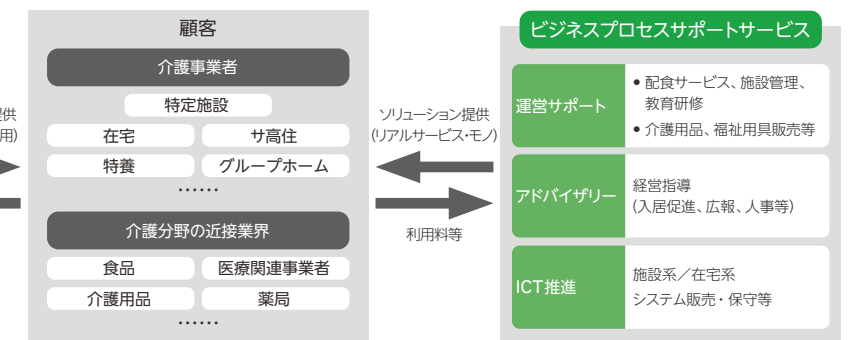 提供
用)
顧客
介護事業者
特定施設
在宅
サ高住
特養
グループホーム
……
介護分野の近接業界
食品
医療関連事業者
介護用品
薬局
……
ソリューション提供
(リアルサービス・モノ)
利用料等
ビジネスプロセスサポートサービス
運営サポート
• 配食サービス、施設管理、
教育研修
• 介護用品、福祉用具販売等
アドバイザリー
経営指導
(入居促進、広報、人事等)
ICT推進
施設系／在宅系
システム販売・保守等